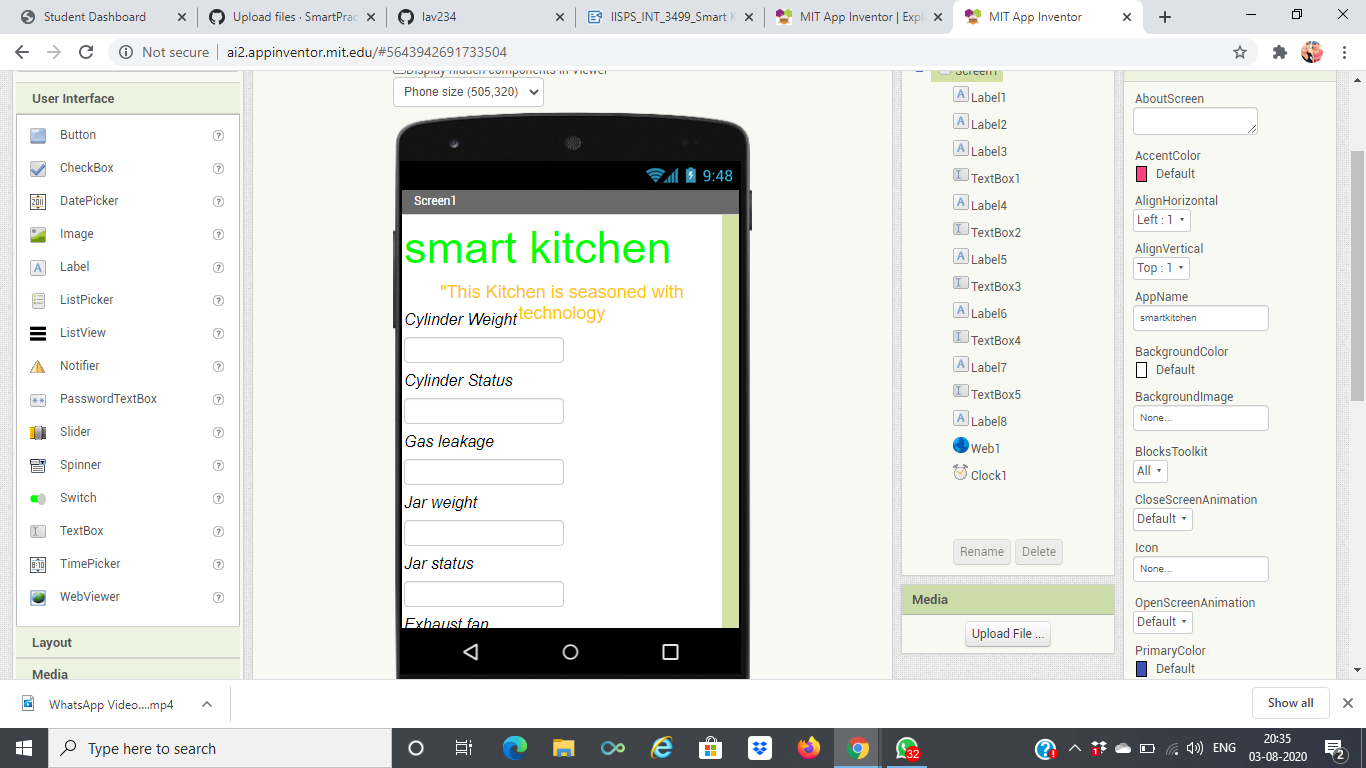 Student Dashboard
Upload files · SmartPrac
lav234
IISPS_INT_3499_Smart K
MIT App Inventor | Expl
MIT App Inventor
Not secure
ai2.appinventor.mit.edu/#5643942691733504
Display hidden components in Viewer
Phone size (505,320)
User Interface
Button
CheckBox
DatePicker
Image
Label
ListPicker
ListView
Notifier
PasswordTextBox
Slider
Spinner
Switch
TextBox
TimePicker
WebViewer
Layout
Media
9:48
Screen1
smart kitchen
"This Kitchen is seasoned with
technology
Cylinder Weight
Cylinder Status
Gas leakage
Jar weight
Jar status
Exhaust fan
Screen1
Label1
Label2
Label3
TextBox1
Label4
TextBox2
Label5
TextBox3
Label6
TextBox4
Label7
TextBox5
Label8
Web1
Clock1
Rename
Delete
Media
Upload File ...
AboutScreen
AccentColor
Default
AlignHorizontal
Left : 1
AlignVertical
Top : 1
AppName
smartkitchen
BackgroundColor
Default
BackgroundImage
None...
BlocksToolkit
All
CloseScreenAnimation
Default
Icon
None...
OpenScreenAnimation
Default
PrimaryColor
Default
WhatsApp Video....mp4
Show all
Type here to search
32
1
ENG
20:35
03-08-2020
2